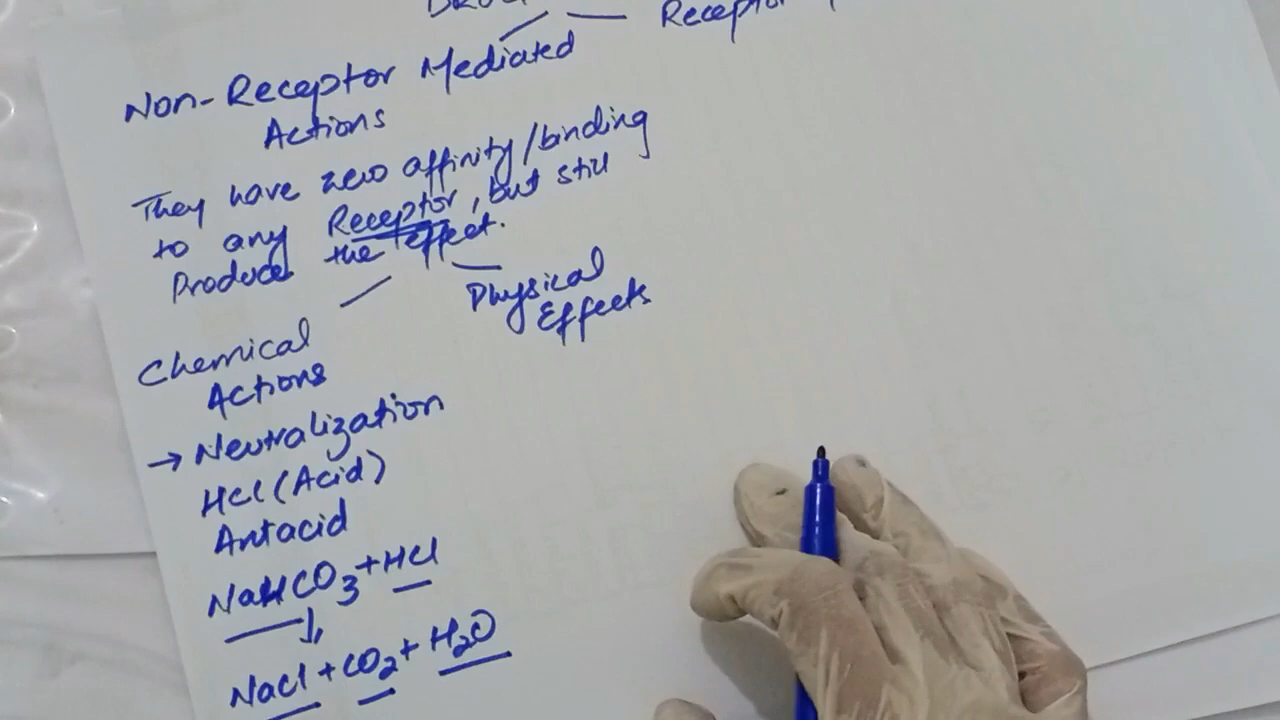 Receptor
Non-Receptor Mediated
Actions
They have zero affinity/binding
to any Receptor, but still
Produces the effect.
Chemical
Actions
Physical
Effects
→ Neutralization
HCl (Acid)
Antacid
NaHCO3+HCl
↓
NaCl+CO2+H2O